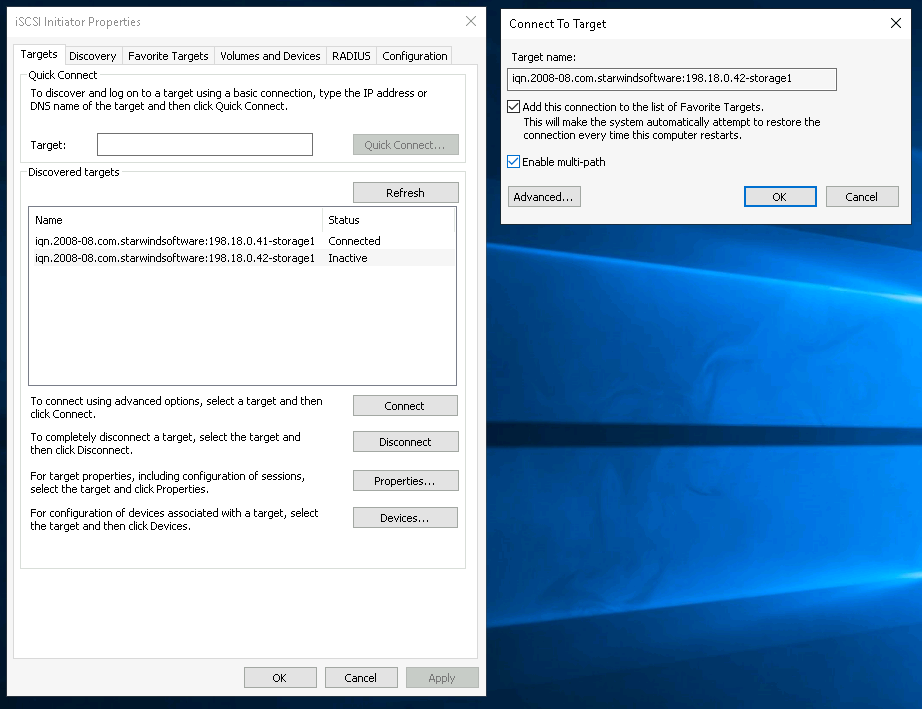 iSCSI Initiator Properties
Targets Discovery Favorite Targets Volumes and Devices RADIUS Configuration
Quick Connect
To discover and log on to a target using a basic connection, type the IP address or
DNS name of the target and then click Quick Connect.
Target:
Quick Connect...
Discovered targets
Refresh
Name Status
iqn.2008-08.com.starwindsoftware:198.18.0.41-storage1 Connected
iqn.2008-08.com.starwindsoftware:198.18.0.42-storage1 Inactive
To connect using advanced options, select a target and then
click Connect.
Connect
To completely disconnect a target, select the target and
then click Disconnect.
Disconnect
For target properties, including configuration of sessions,
select the target and click Properties.
Properties...
For configuration of devices associated with a target, select
the target and then click Devices.
Devices...
OK Cancel Apply
Connect To Target
Target name:
iqn.2008-08.com.starwindsoftware:198.18.0.42-storage1
Add this connection to the list of Favorite Targets.
This will make the system automatically attempt to restore the
connection every time this computer restarts.
Enable multi-path
Advanced... OK Cancel